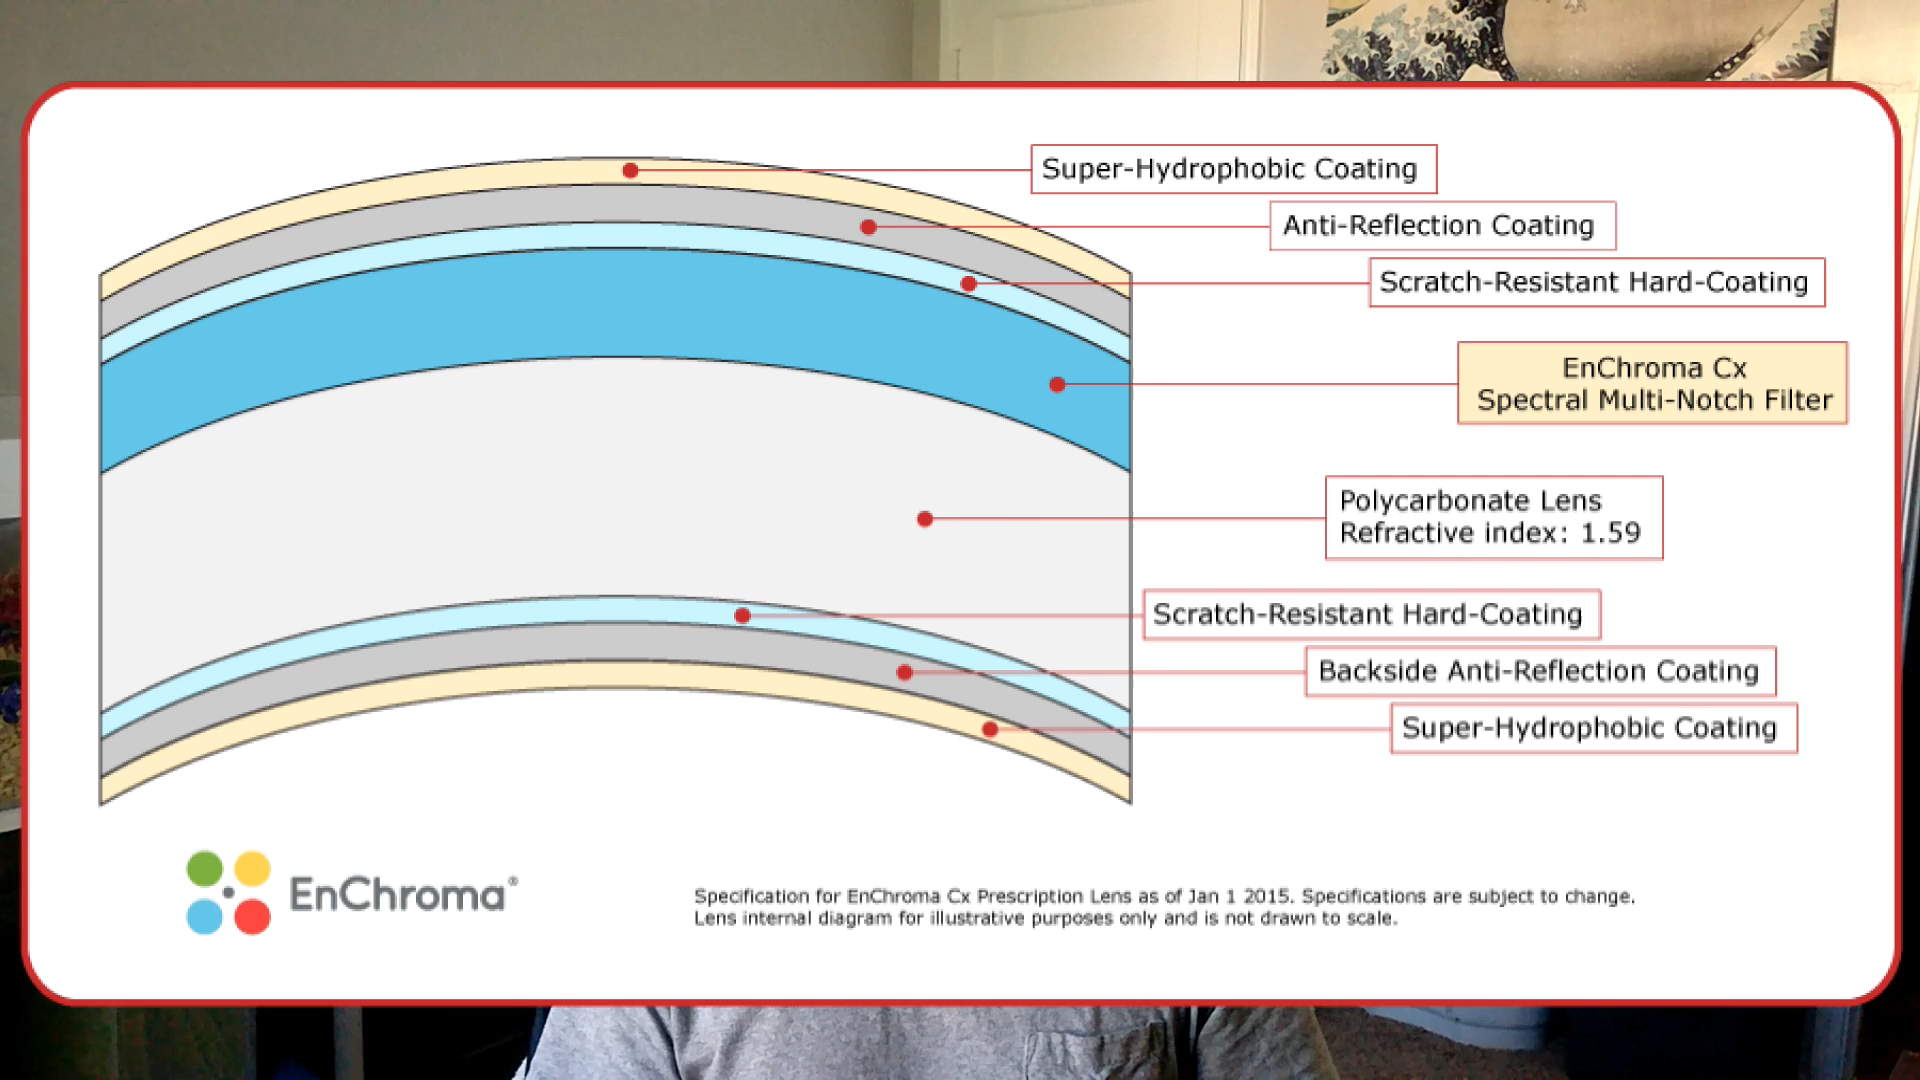 Super-Hydrophobic Coating
Anti-Reflection Coating
Scratch-Resistant Hard-Coating
EnChroma Cx
Spectral Multi-Notch Filter
Polycarbonate Lens
Refractive index: 1.59
Scratch-Resistant Hard-Coating
Backside Anti-Reflection Coating
Super-Hydrophobic Coating
EnChroma®
Specification for EnChroma Cx Prescription Lens as of Jan 1 2015. Specifications are subject to change.
Lens internal diagram for illustrative purposes only and is not drawn to scale.